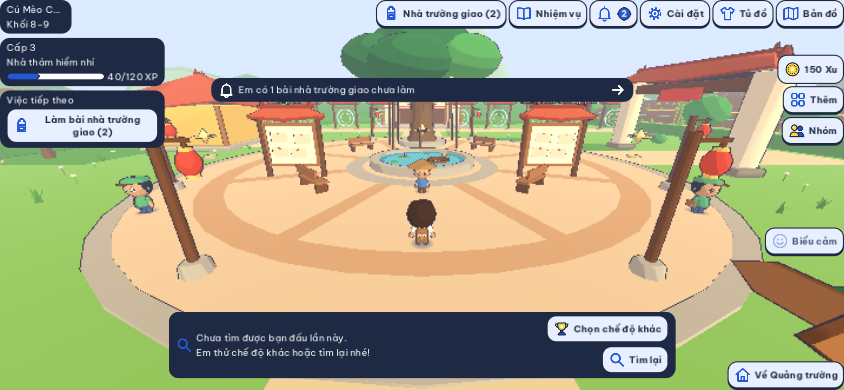 Cú Mèo C...
Khối 8-9
Nhà trường giao (2)
Nhiệm vụ
2
Cài đặt
Tủ đồ
Bản đồ
Cấp 3
Nhà thám hiểm nhí
40/120 XP
Việc tiếp theo
Làm bài nhà trường
giao (2)
Em có 1 bài nhà trường giao chưa làm
150 Xu
Thêm
Nhóm
Biểu cảm
Chưa tìm được bạn đấu lần này.
Em thử chế độ khác hoặc tìm lại nhé!
Chọn chế độ khác
Tìm lại
Về Quảng trường